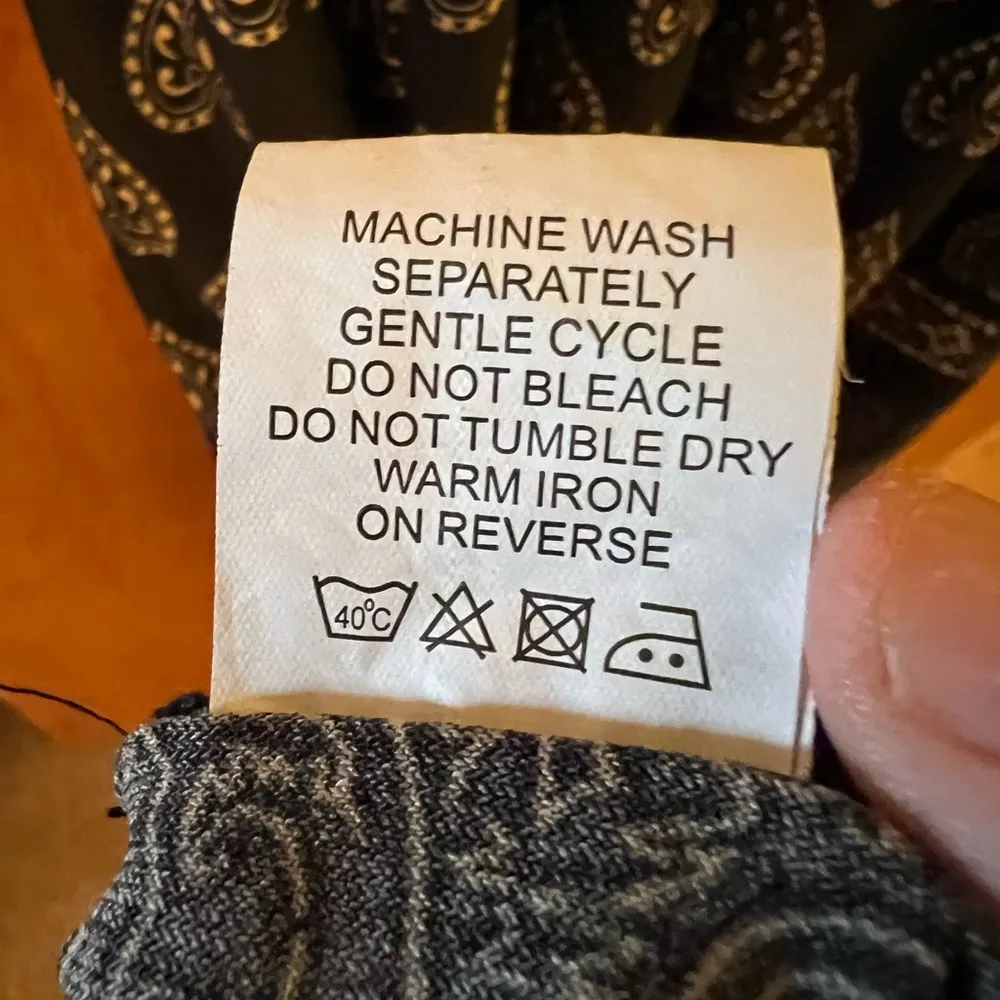 MACHINE WASH
SEPARATELY
GENTLE CYCLE
DO NOT BLEACH
DO NOT TUMBLE DRY
WARM IRON
ON REVERSE
40°C